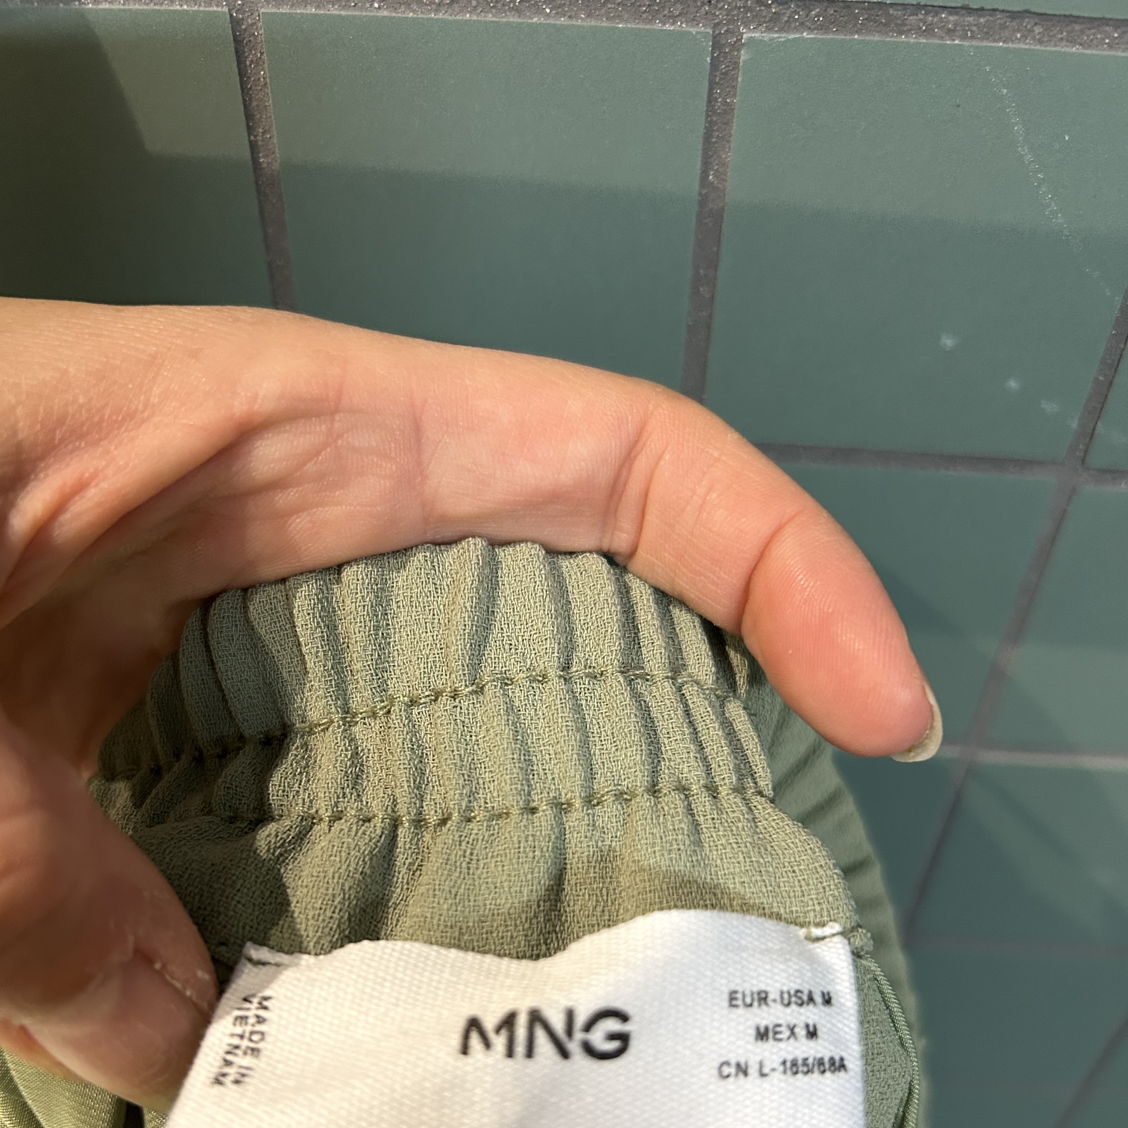 MADE IN
VIETNAM
MNG
EUR-USA M
MEX M
CN L-165/68A